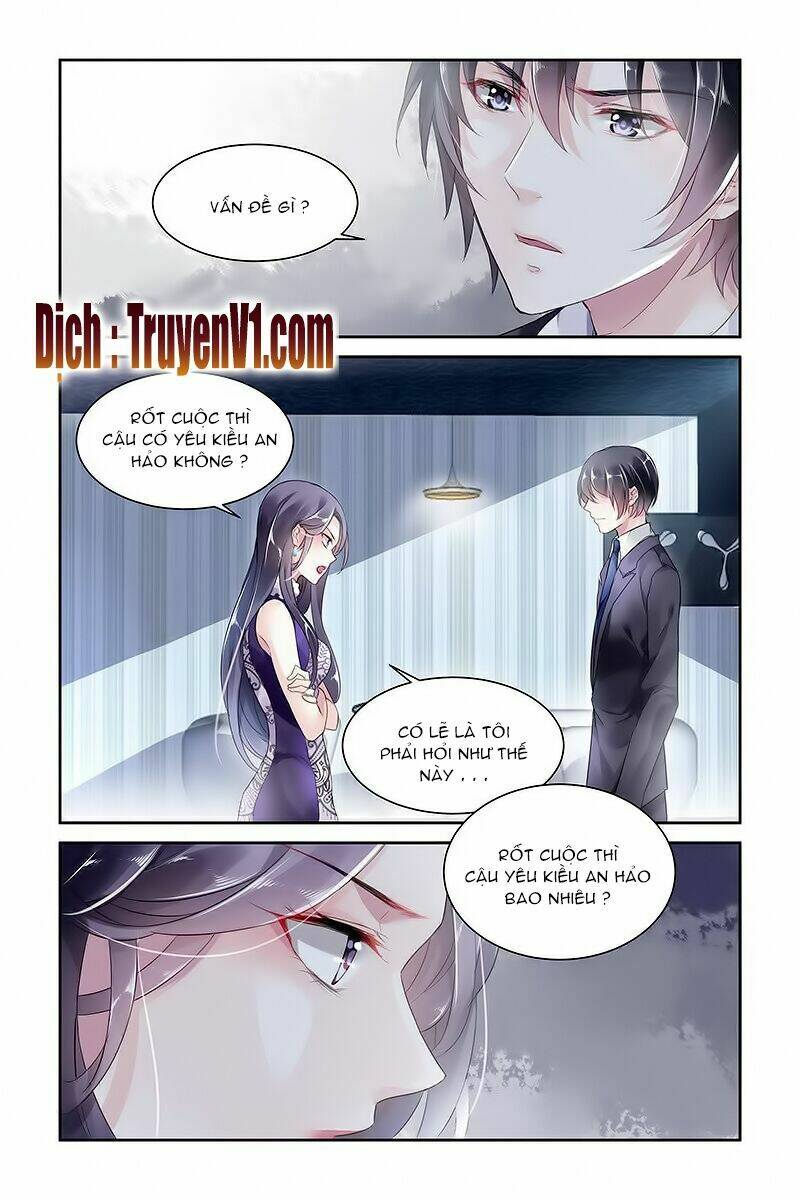 VẤN ĐỀ GÌ ?
Dịch : TruyenV1.com
RỐT CUỘC THÌ
CẬU CÓ YÊU KIỀU AN
HẢO KHÔNG ?
CÓ LẼ LÀ TÔI
PHẢI HỎI NHƯ THẾ
NÀY . . .
RỐT CUỘC THÌ
CẬU YÊU KIỀU AN HẢO
BAO NHIÊU ?